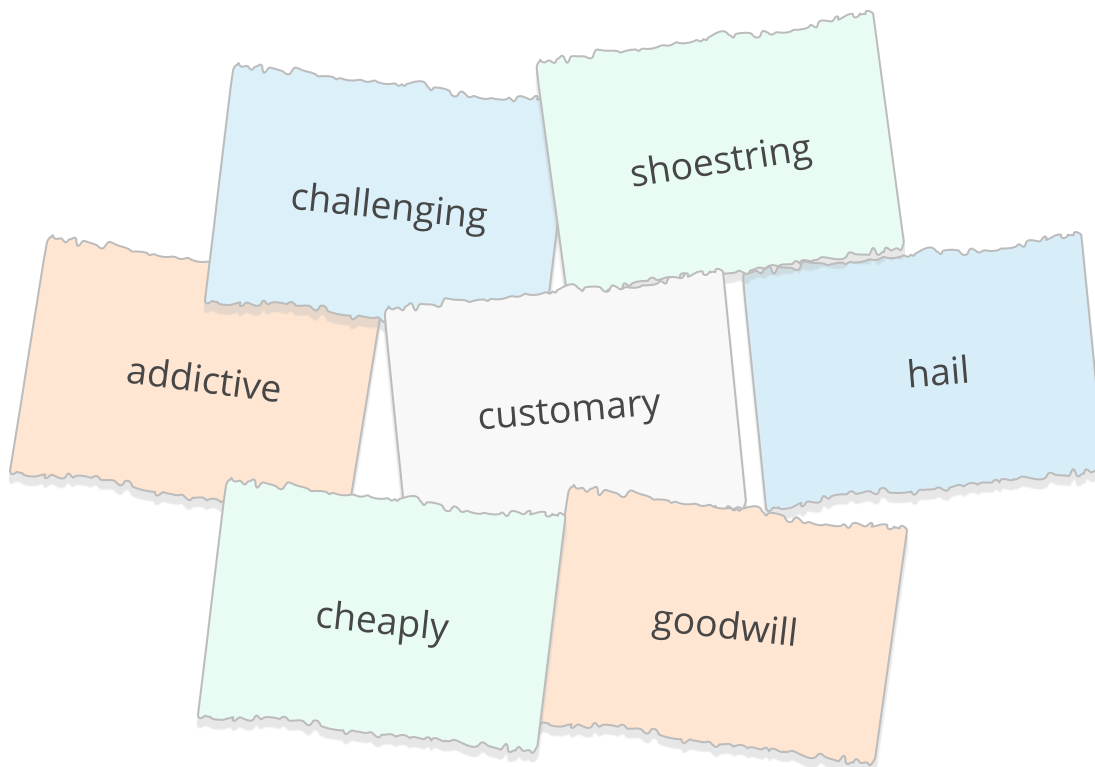 shoestring
challenging
hail
addictive
customary
cheaply
goodwill